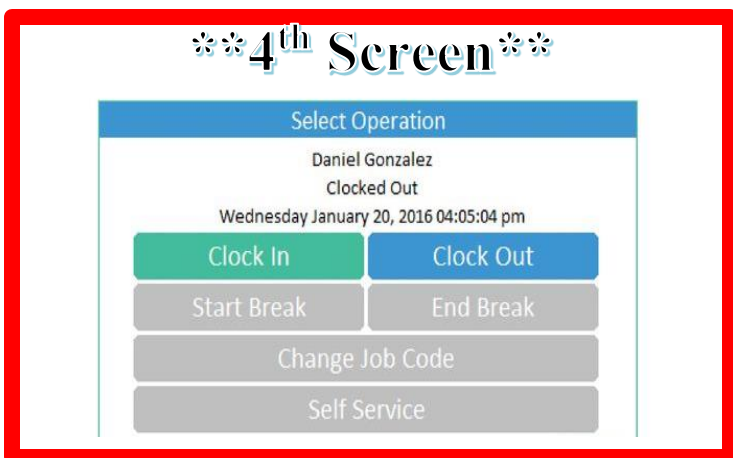 **4th Screen**
Select Operation
Daniel Gonzalez
Clocked Out
Wednesday January 20, 2016 04:05:04 pm
Clock In Clock Out
Start Break End Break
Change Job Code
Self Service